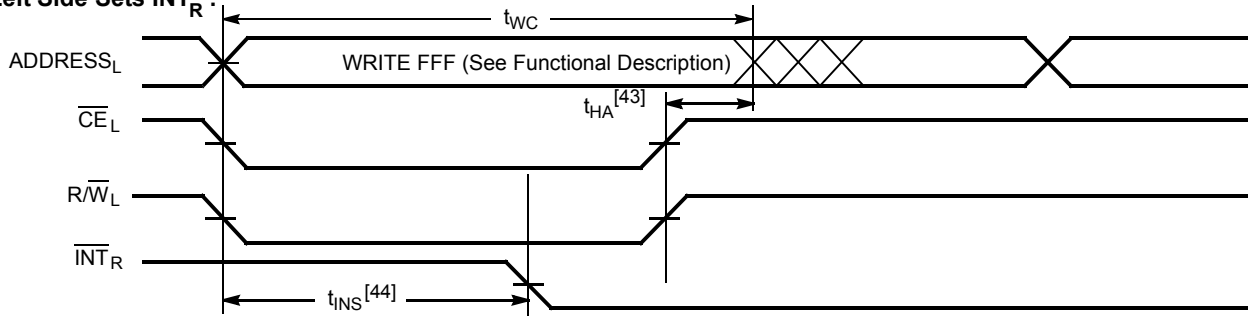 Left Side Sets INT_R :
t_WC
ADDRESS_L
WRITE FFF (See Functional Description)
t_HA[43]
CE_L
R/W_L
INT_R
t_INS[44]